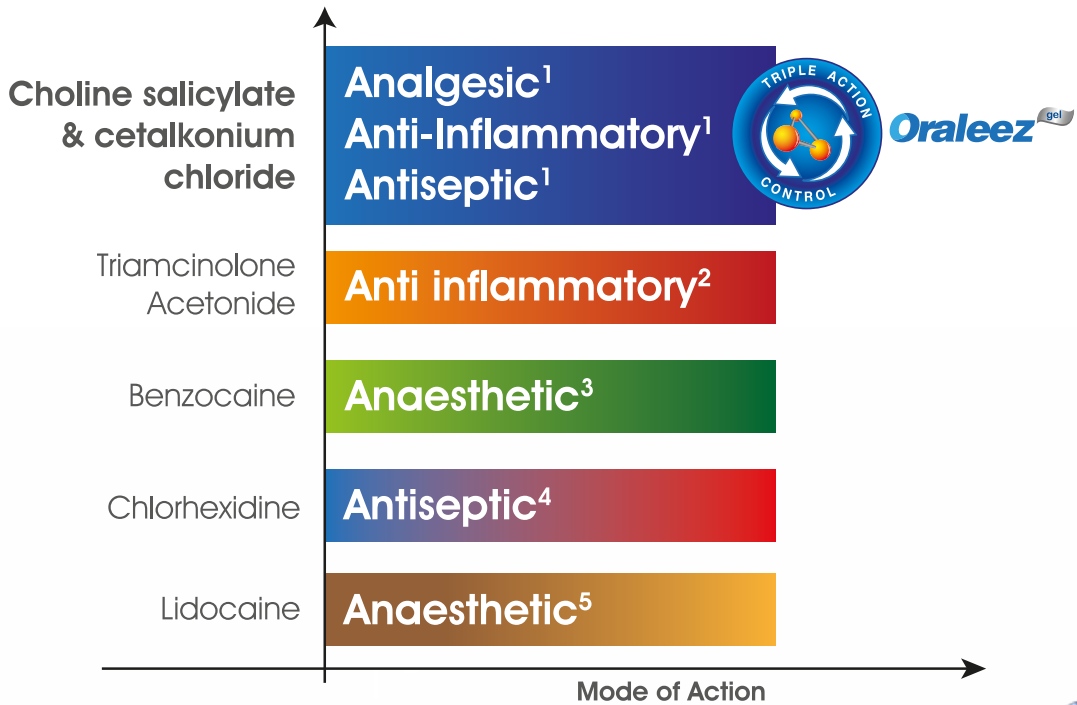 Choline salicylate
& cetalkonium
chloride
Analgesic¹
Anti-Inflammatory¹
Antiseptic¹
TRIPLE ACTION
CONTROL
Oraleez gel
Triamcinolone
Acetonide
Anti inflammatory²
Benzocaine
Anaesthetic³
Chlorhexidine
Antiseptic⁴
Lidocaine
Anaesthetic⁵
Mode of Action